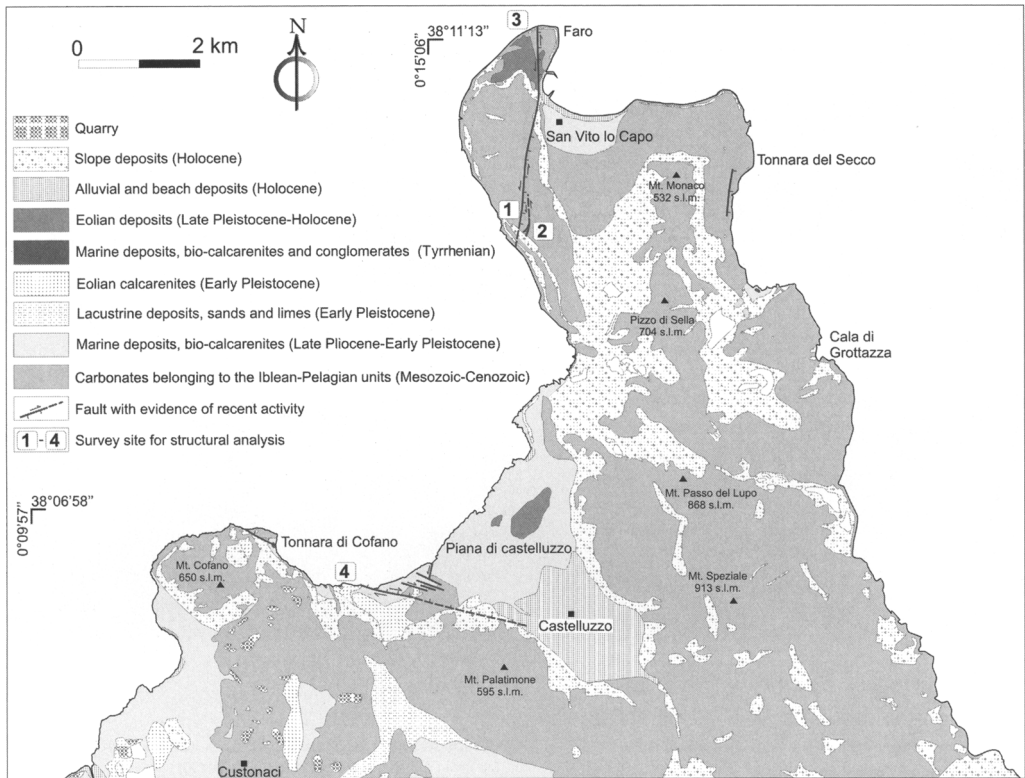 0 2 km
N
3
38°11'13"
0°15'06"
Faro
San Vito lo Capo
Tonnara del Secco
Mt. Monaco
532 s.l.m.
1
2
Pizzo di Sella
704 s.l.m.
Cala di
Grottazza
Quarry
Slope deposits (Holocene)
Alluvial and beach deposits (Holocene)
Eolian deposits (Late Pleistocene-Holocene)
Marine deposits, bio-calcarenites and conglomerates (Tyrrhenian)
Eolian calcarenites (Early Pleistocene)
Lacustrine deposits, sands and limes (Early Pleistocene)
Marine deposits, bio-calcarenites (Late Pliocene-Early Pleistocene)
Carbonates belonging to the Iblean-Pelagian units (Mesozoic-Cenozoic)
Fault with evidence of recent activity
1 - 4 Survey site for structural analysis
38°06'58"
0°09'57"
Mt. Passo del Lupo
868 s.l.m.
Tonnara di Cofano
Piana di castelluzzo
Mt. Cofano
650 s.l.m.
4
Mt. Speziale
913 s.l.m.
Castelluzzo
Mt. Palatimone
595 s.l.m.
Custonaci